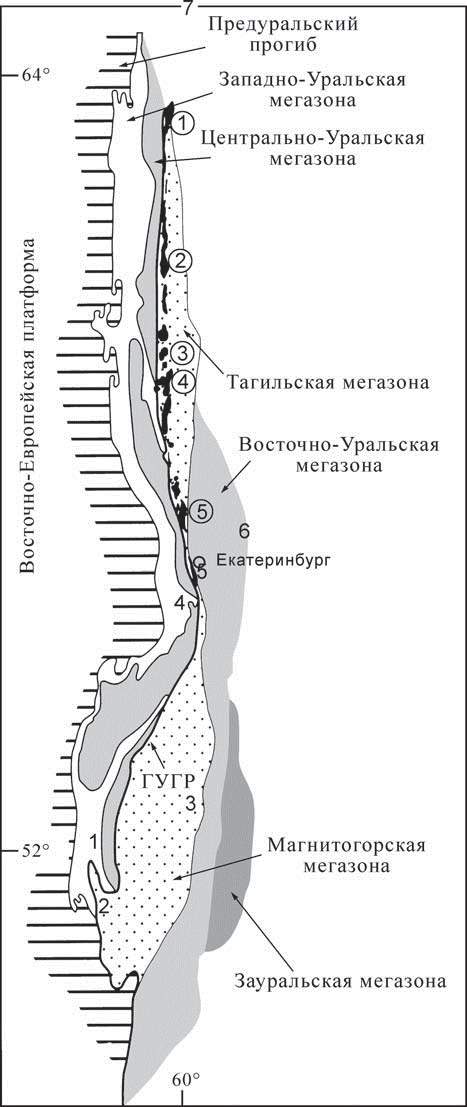 7
Предуральский
прогиб
64°
Западно-Уральская
мегазона
1
Центрально-Уральская
мегазона
2
Восточно-Европейская платформа
3
4
Тагильская мегазона
Восточно-Уральская
мегазона
5
6
Екатеринбург
5
4
ГУГР
3
1
52°
Магнитогорская
мегазона
2
Зауральская мегазона
60°